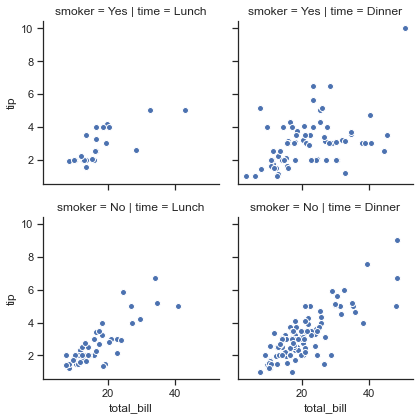 smoker = Yes | time = Lunch
smoker = Yes | time = Dinner
10
8
6
4
2
tip
smoker = No | time = Lunch
smoker = No | time = Dinner
10
8
6
4
2
tip
20
40
20
40
total_bill
total_bill